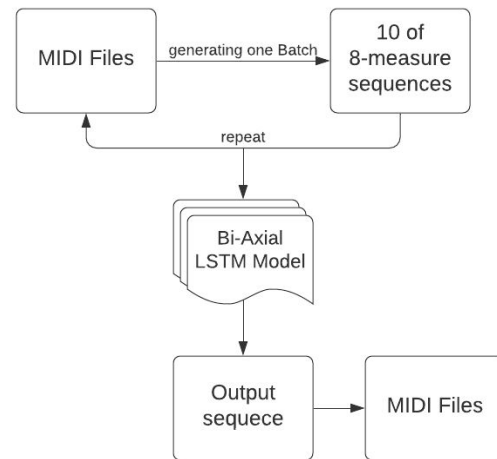 MIDI Files
generating one Batch
10 of
8-measure
sequences
repeat
Bi-Axial
LSTM Model
Output
sequece
MIDI Files